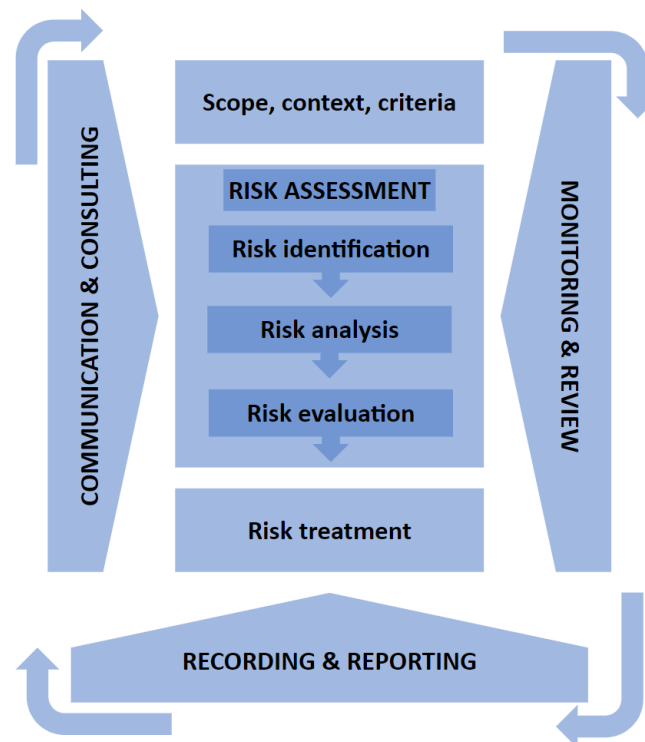 Scope, context, criteria
COMMUNICATION & CONSULTING
RISK ASSESSMENT
Risk identification
Risk analysis
Risk evaluation
MONITORING & REVIEW
Risk treatment
RECORDING & REPORTING